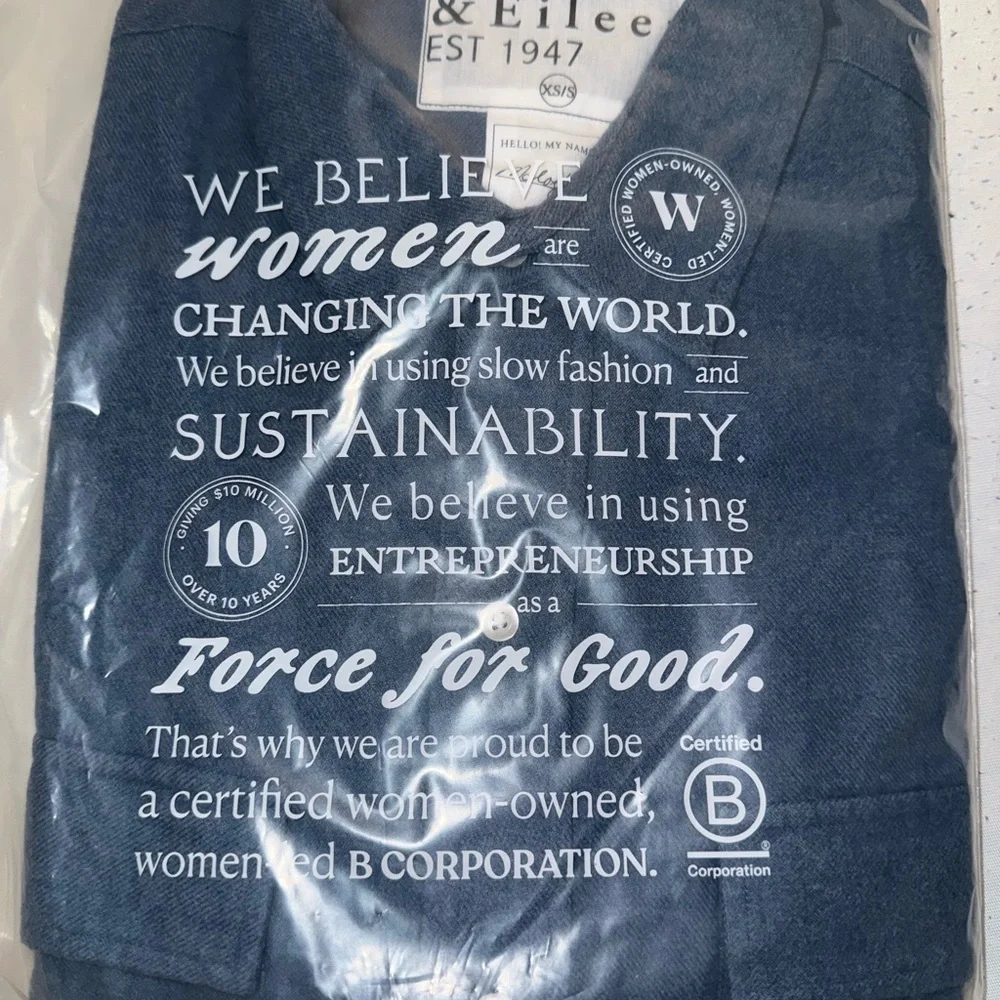 & Eilee
EST 1947
XS/S
HELLO! MY NAM
WE BELIEVE
women are
CHANGING THE WORLD.
CERTIFIED WOMEN-OWNED, WOMEN-LED
W
We believe in using slow fashion and
SUSTAINABILITY.
GIVING $10 MILLION
10
OVER 10 YEARS
We believe in using
ENTREPRENEURSHIP
as a
Force for Good.
That's why we are proud to be
a certified women-owned,
women-led B CORPORATION.
Certified
B
®
Corporation